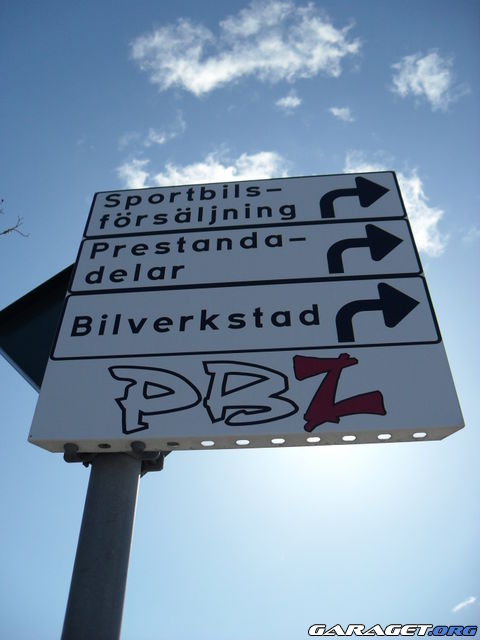 Sportbils-
försäljning
Prestanda-
delar
Bilverkstad
PBZ
GARAGET.ORG